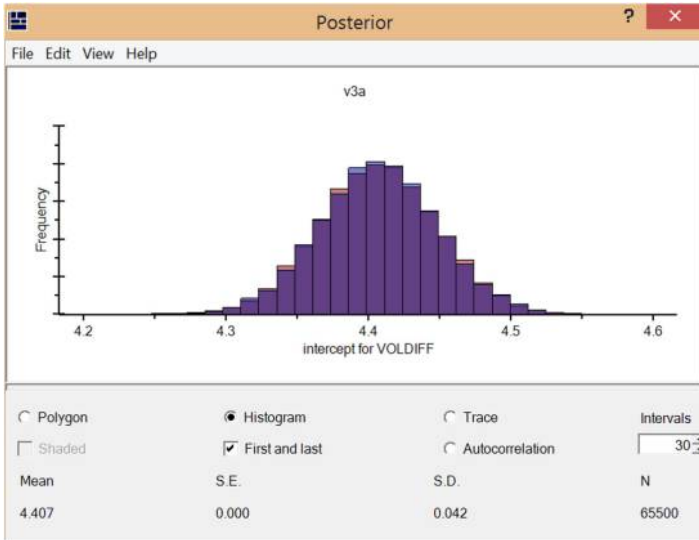 Posterior
? ×
File Edit View Help
v3a
Frequency
4.2 4.3 4.4 4.5 4.6
intercept for VOLDIFF
Polygon Histogram Trace Intervals
Shaded First and last Autocorrelation 30
Mean S.E. S.D. N
4.407 0.000 0.042 65500